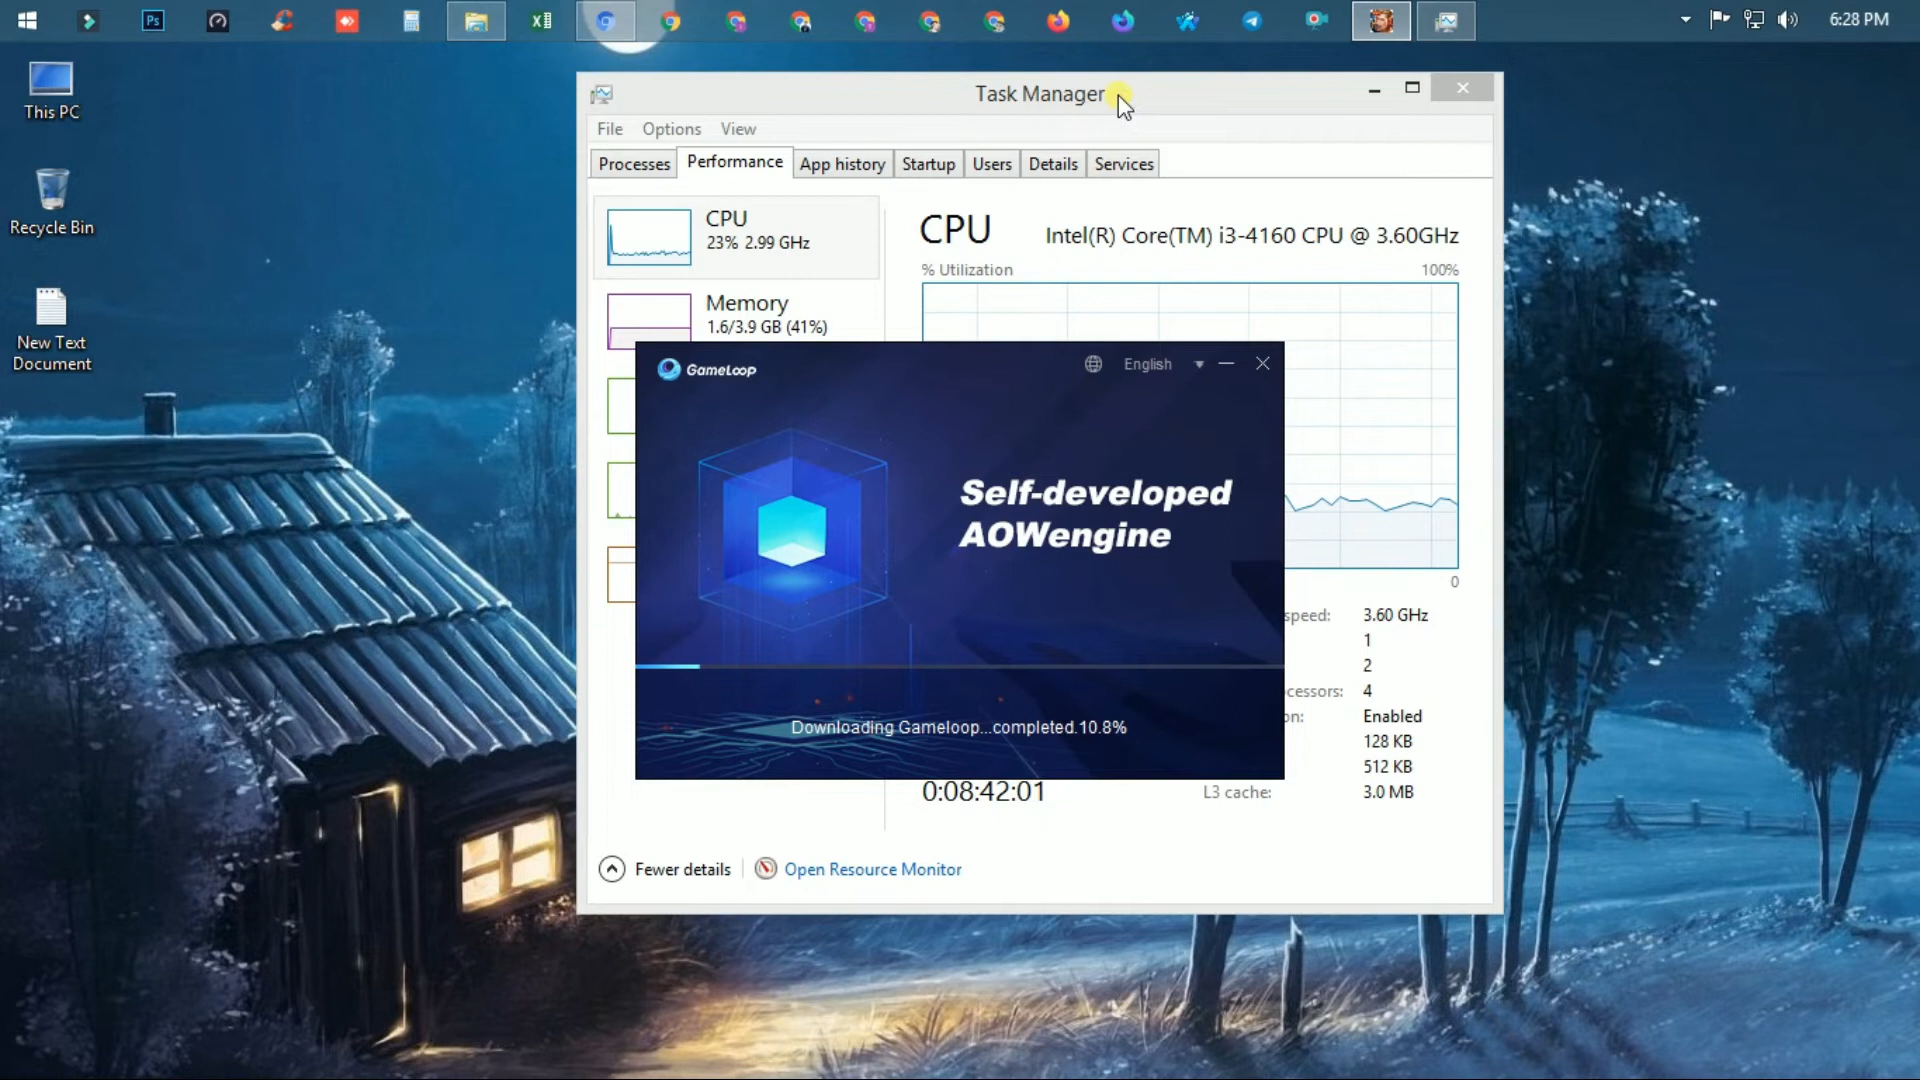 Ps
6:28 PM
This PC
Recycle Bin
New Text
Document
Task Manager
File Options View
Processes Performance App history Startup Users Details Services
CPU
23% 2.99 GHz
Memory
1.6/3.9 GB (41%)
CPU Intel(R) Core(TM) i3-4160 CPU @ 3.60GHz
% Utilization 100%
GameLoop
English
Self-developed
AOWengine
Downloading Gameloop...completed.10.8%
0
speed: 3.60 GHz
1
2
cessors: 4
on: Enabled
128 KB
512 KB
0:08:42:01 L3 cache: 3.0 MB
Fewer details Open Resource Monitor